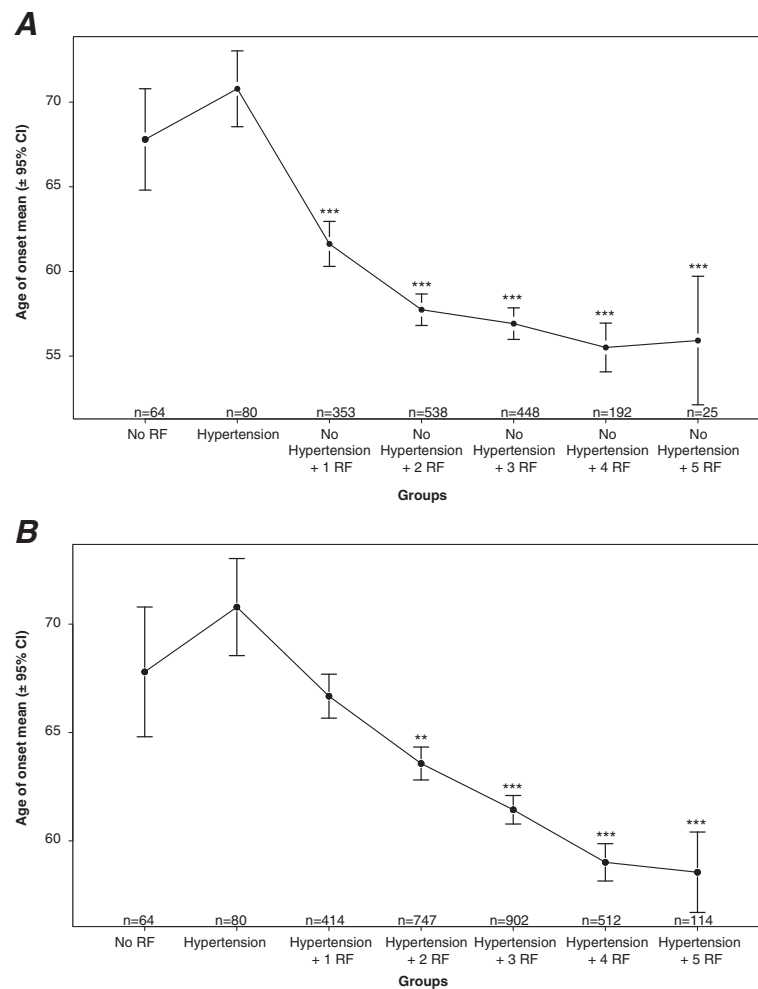 A
Age of onset mean (± 95% CI)
70
65
60
55
***
***
***
***
***
n=64 n=80 n=353 n=538 n=448 n=192 n=25
No RF Hypertension No No No No No
Hypertension Hypertension Hypertension Hypertension Hypertension
+ 1 RF + 2 RF + 3 RF + 4 RF + 5 RF
Groups
B
Age of onset mean (± 95% CI)
70
65
60
**
***
***
***
n=64 n=80 n=414 n=747 n=902 n=512 n=114
No RF Hypertension Hypertension Hypertension Hypertension Hypertension Hypertension
+ 1 RF + 2 RF + 3 RF + 4 RF + 5 RF
Groups